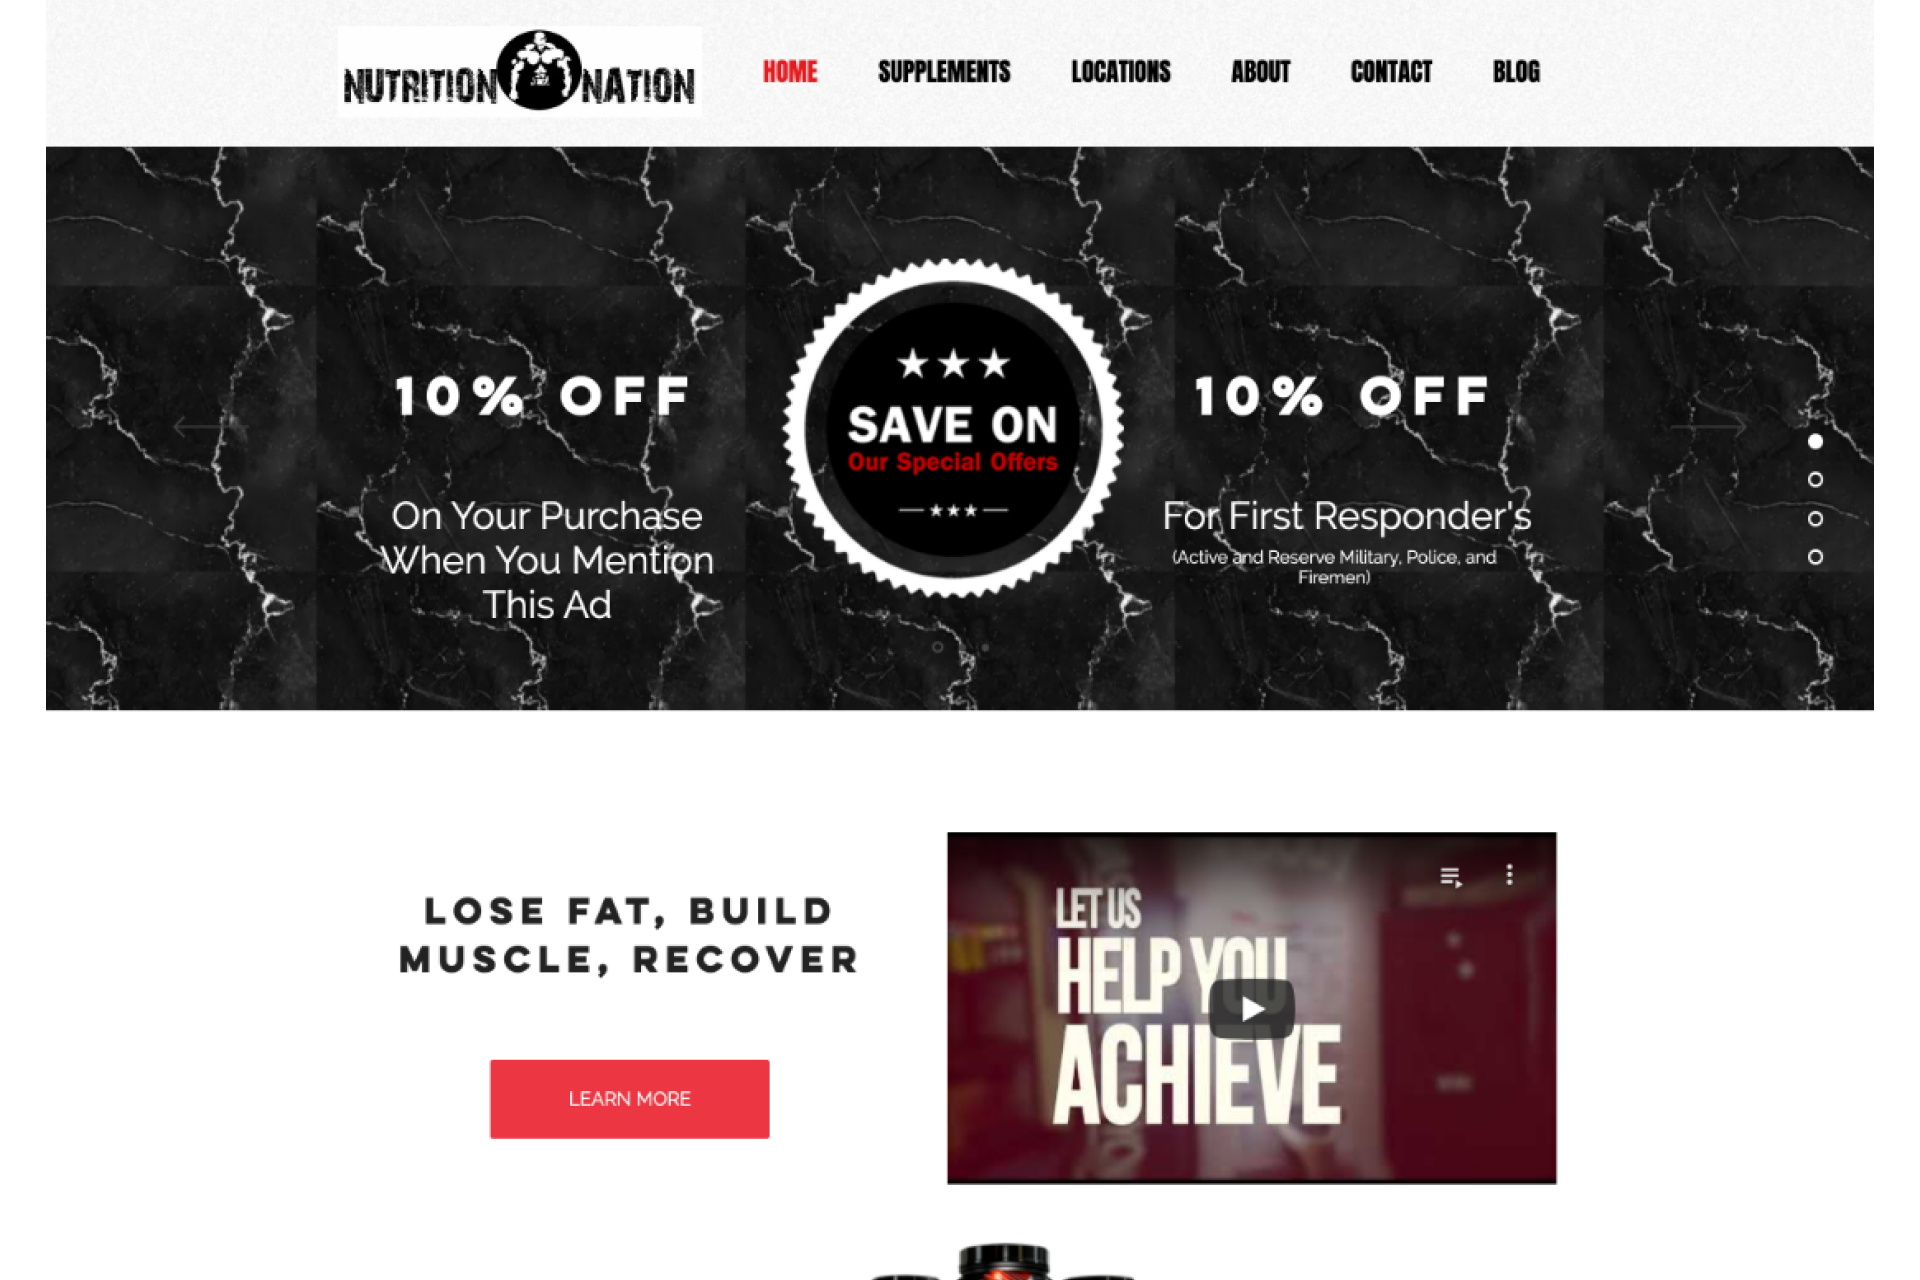 NUTRITION NATION
HOME
SUPPLEMENTS
LOCATIONS
ABOUT
CONTACT
BLOG
10% OFF
On Your Purchase
When You Mention
This Ad
SAVE ON
Our Special Offers
10% OFF
For First Responder's
(Active and Reserve Military, Police, and
Firemen)
LOSE FAT, BUILD
MUSCLE, RECOVER
LEARN MORE
LET US
HELP YOU
ACHIEVE